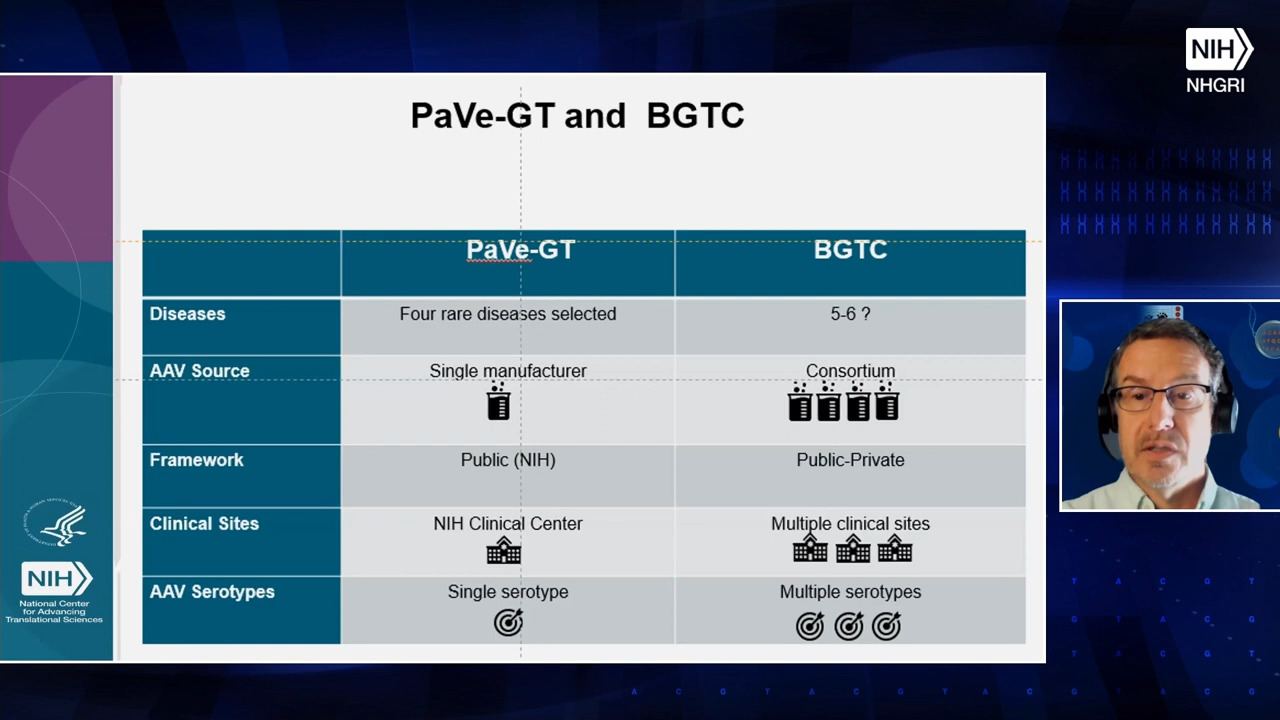 NIH
NHGRI
PaVe-GT and BGTC
PaVe-GT
BGTC
Diseases
Four rare diseases selected
5-6 ?
AAV Source
Single manufacturer
Consortium
Framework
Public (NIH)
Public-Private
Clinical Sites
NIH Clinical Center
Multiple clinical sites
AAV Serotypes
Single serotype
Multiple serotypes
NIH
National Center
for Advancing
Translational Sciences
T A C G T
A C G T A C G T A C G T A C G T